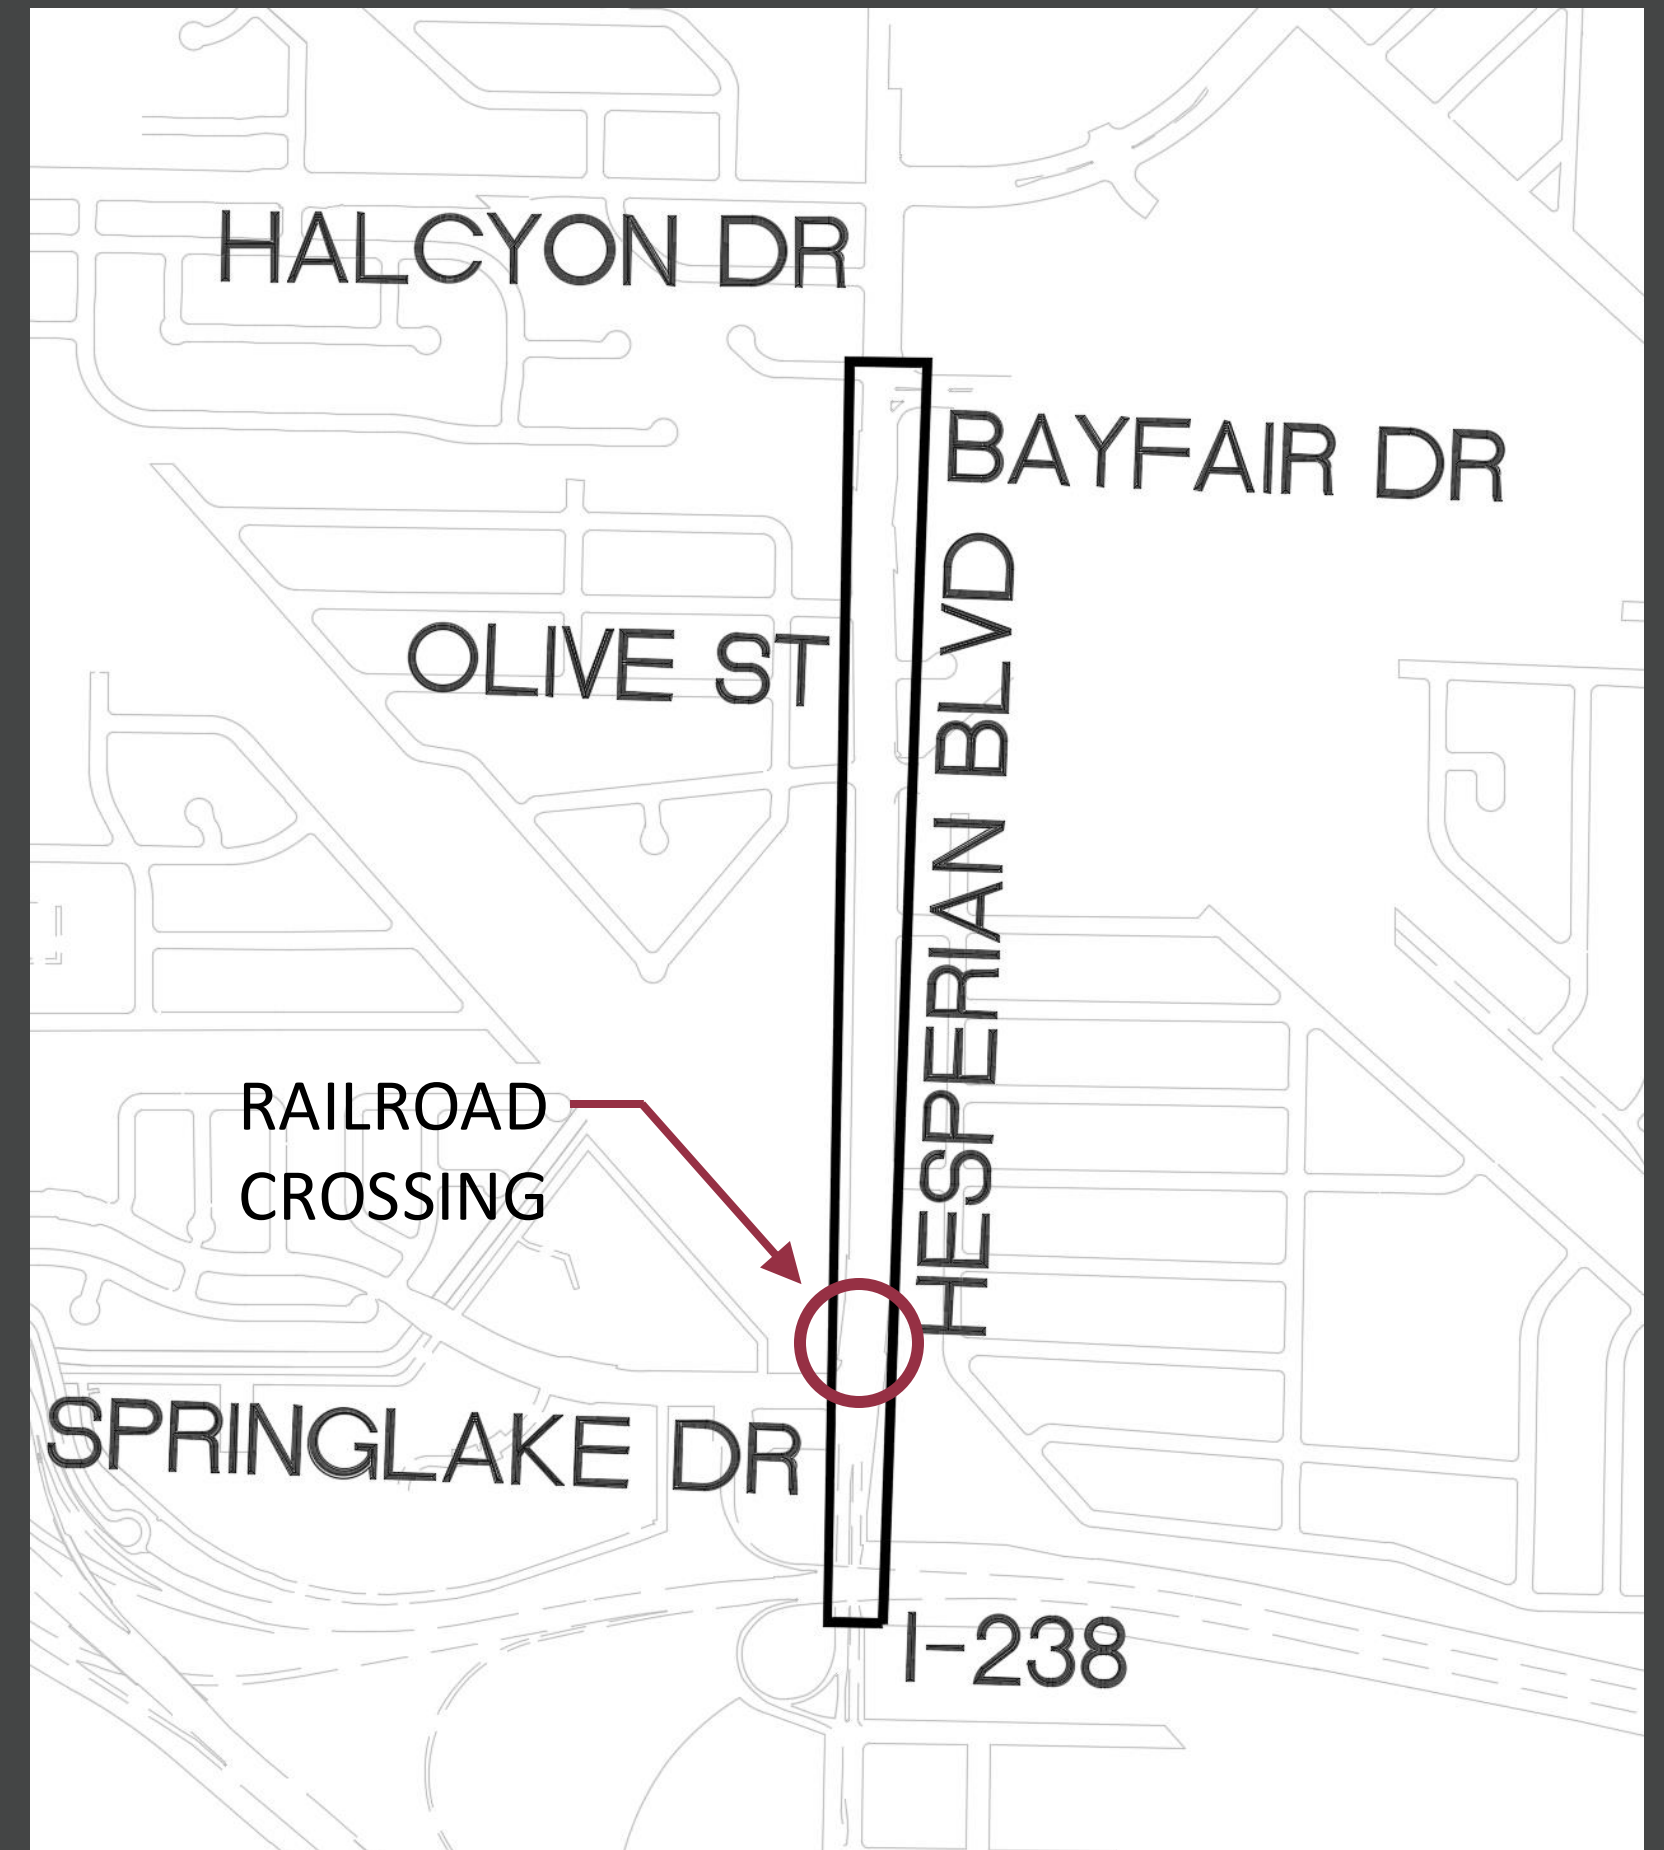 HALCYON DR
BAYFAIR DR
OLIVE ST
HESPERIAN BLVD
RAILROAD
CROSSING
SPRINGLAKE DR
I-238